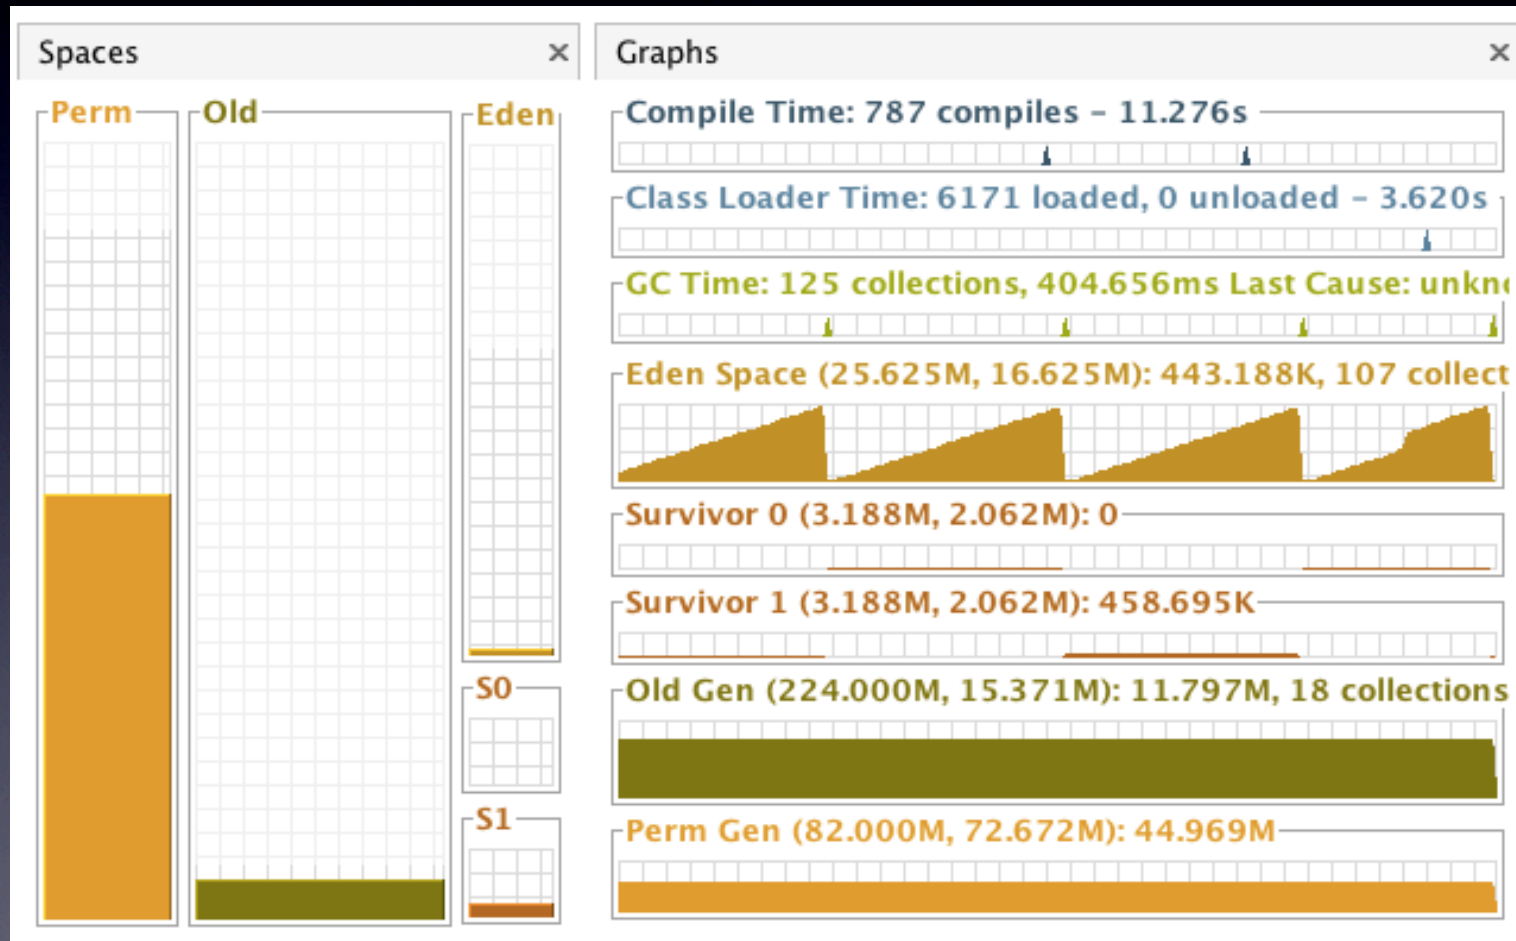 Spaces
Graphs
Perm
Old
Eden
S0
S1
Compile Time: 787 compiles – 11.276s
Class Loader Time: 6171 loaded, 0 unloaded – 3.620s
GC Time: 125 collections, 404.656ms Last Cause:
Eden Space (25.625M, 16.625M): 443.188K, 107
Survivor 0 (3.188M, 2.062M): 0
Survivor 1 (3.188M, 2.062M): 458.695K
Old Gen (224.000M, 15.371M): 11.797M, 18 collections
Perm Gen (82.000M, 72.672M): 44.969M